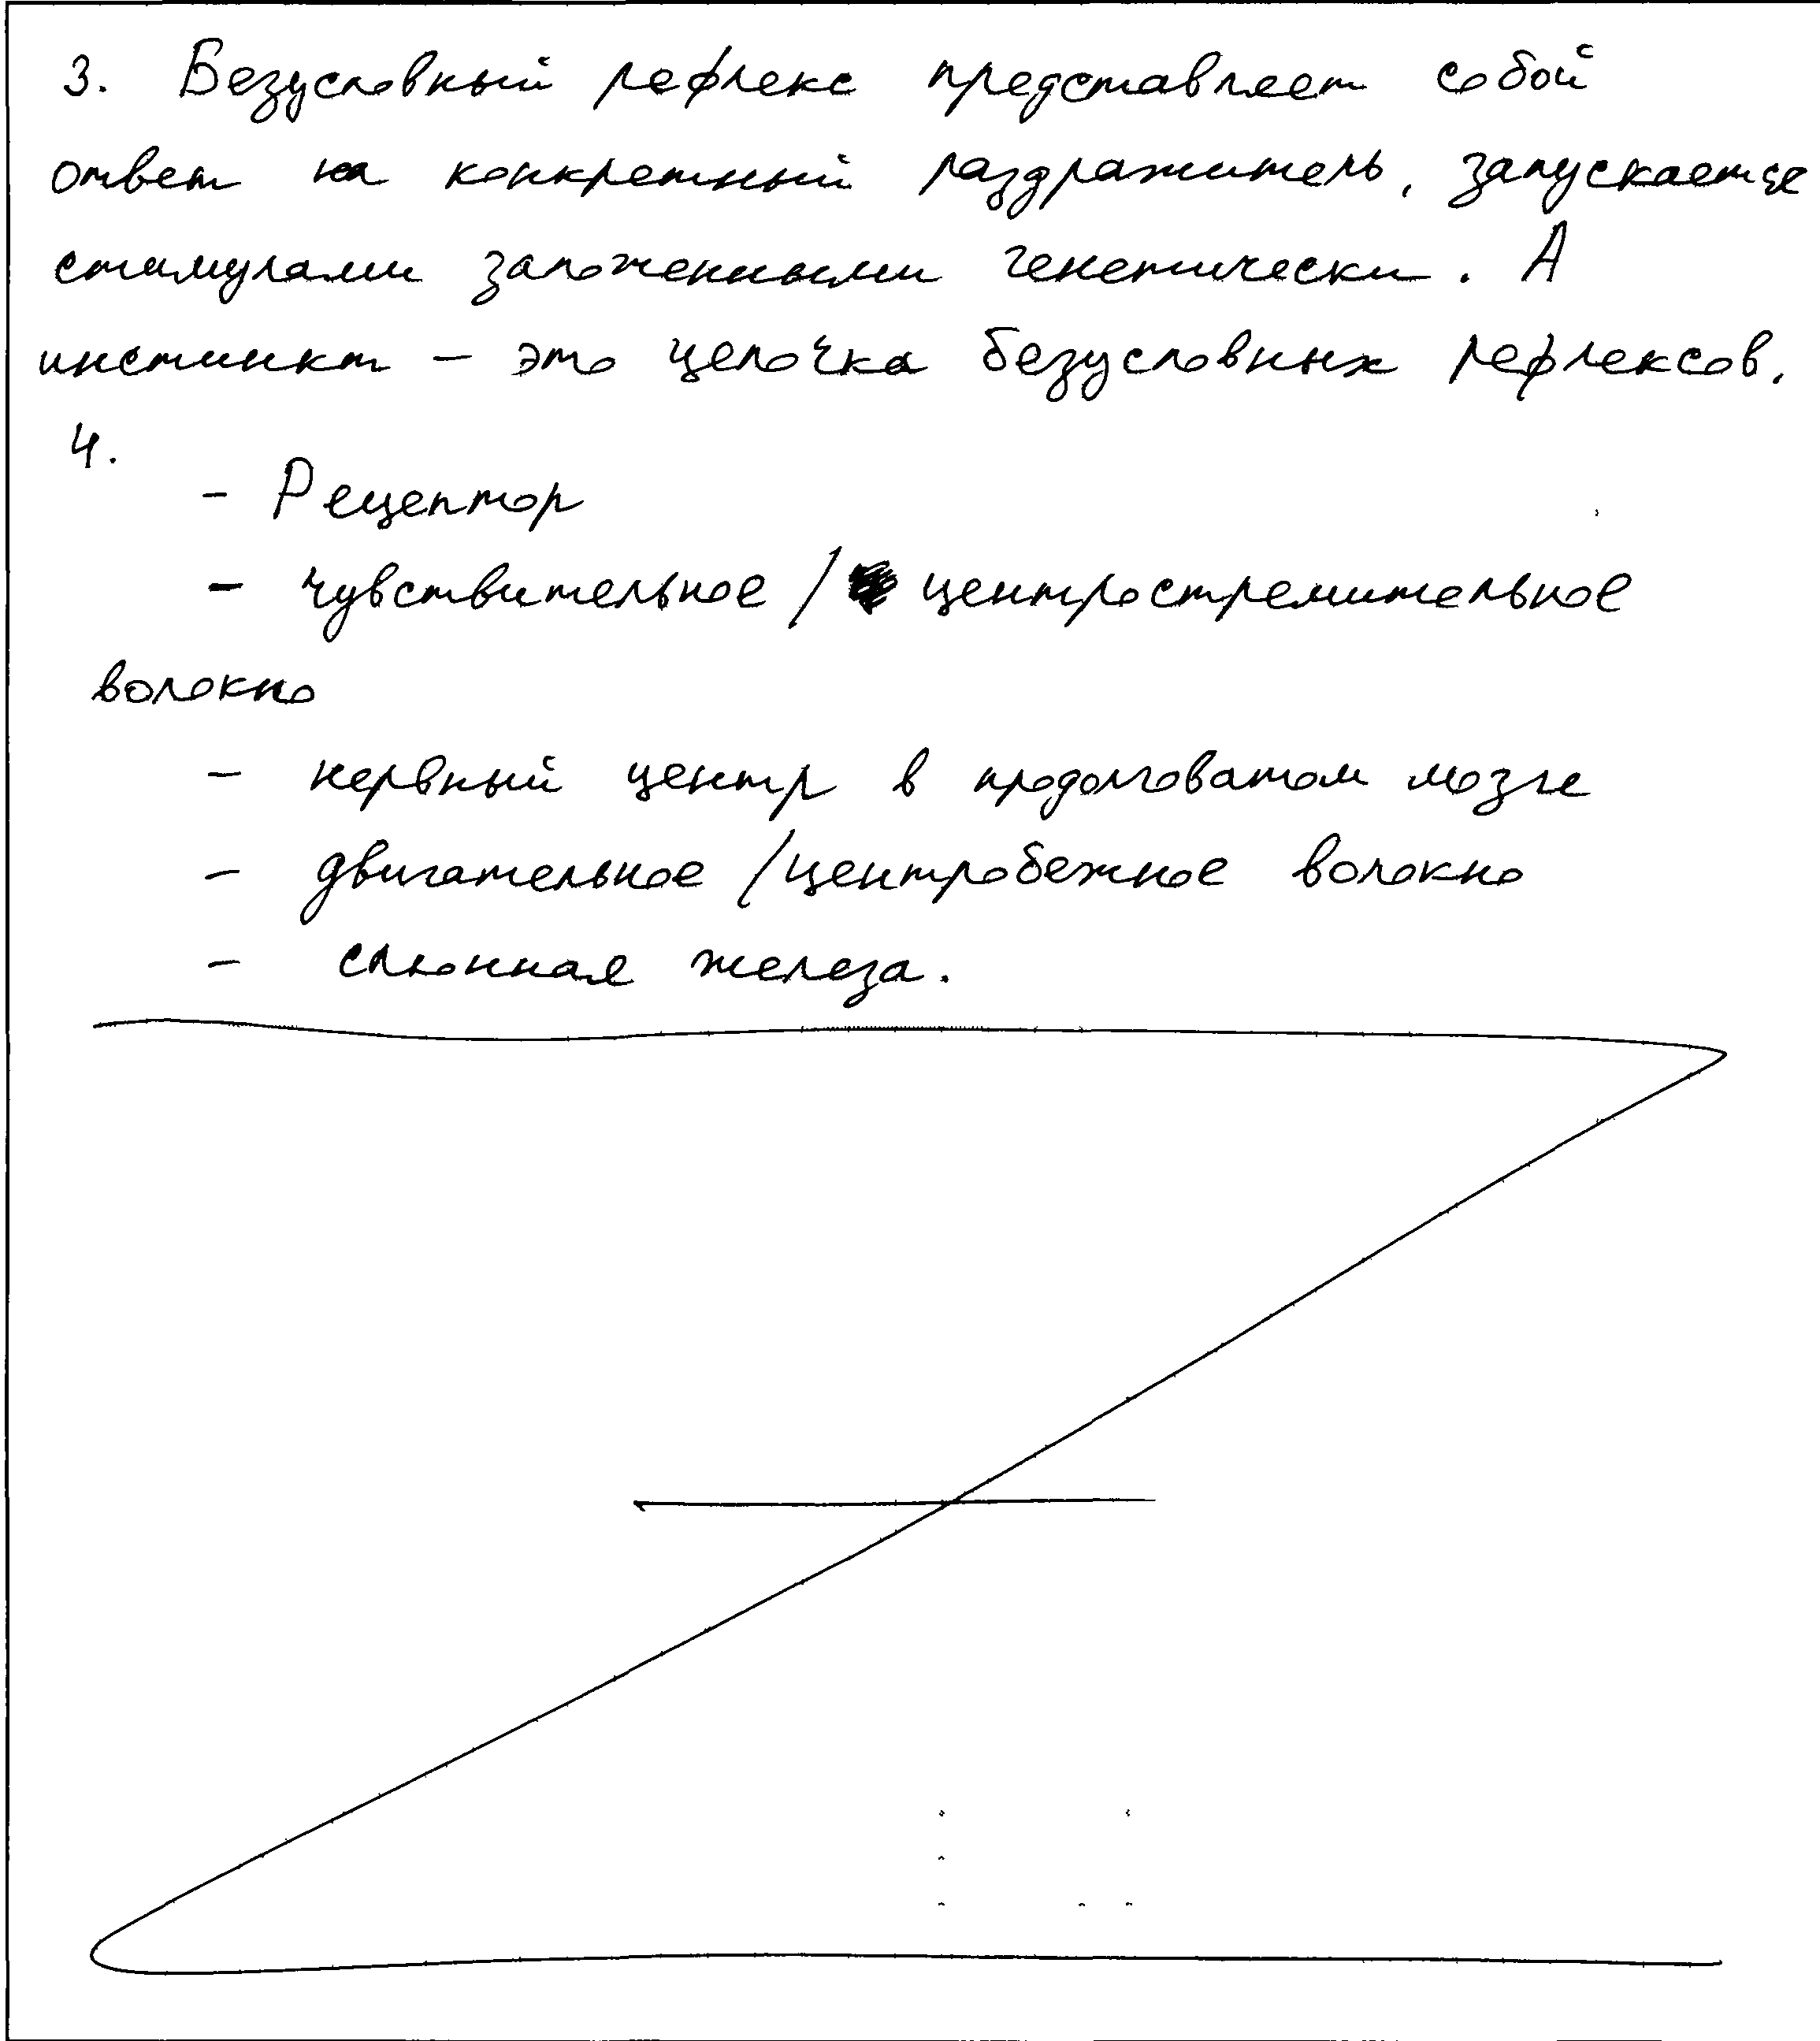 3. Безусловный рефлекс представляет собой
ответ на конкретный раздражитель, запускается
стимулами заложенными генетически. А
инстинкт – это цепочка безусловных рефлексов.
4.
- Рецептор
- чувствительное / центростремительное
волокно
- нервный центр в продолговатом мозге
- двигательное /центробежное волокно
- слюнная железа.